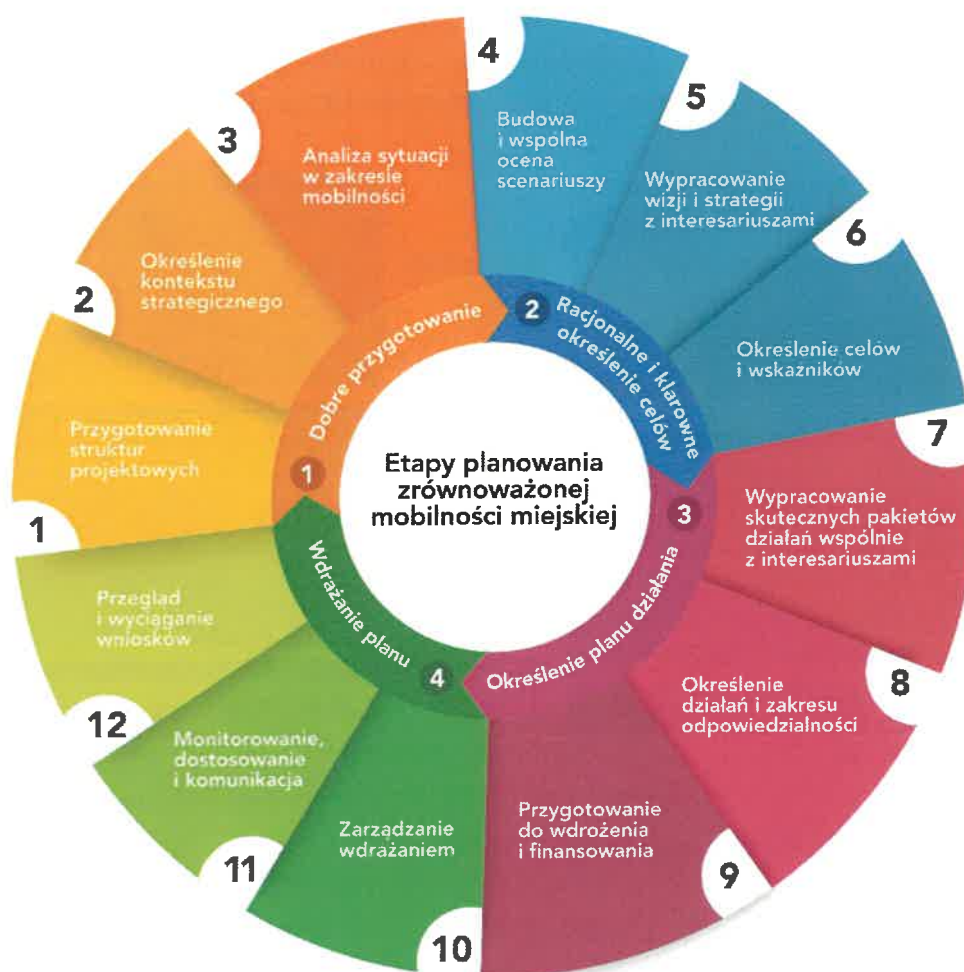 Etapy planowania
zrównoważonej
mobilności miejskiej
1
Dobre przygotowanie
2
Racjonalne i klarowne
określenie celów
3
Określenie planu działania
4
Wdrażanie planu
1
Przygotowanie
struktur
projektowych
2
Określenie
kontekstu
strategicznego
3
Analiza sytuacji
w zakresie
mobilności
4
Budowa
i wspólna
ocena
scenariuszy
5
Wypracowanie
wizji i strategii
z interesariuszami
6
Określenie celów
i wskaźników
7
Wypracowanie
skutecznych pakietów
działań wspólnie
z interesariuszami
8
Określenie
działań i zakresu
odpowiedzialności
9
Przygotowanie
do wdrożenia
i finansowania
10
Zarządzanie
wdrażaniem
11
Monitorowanie,
dostosowanie
i komunikacja
12
Przegląd
i wyciąganie
wniosków